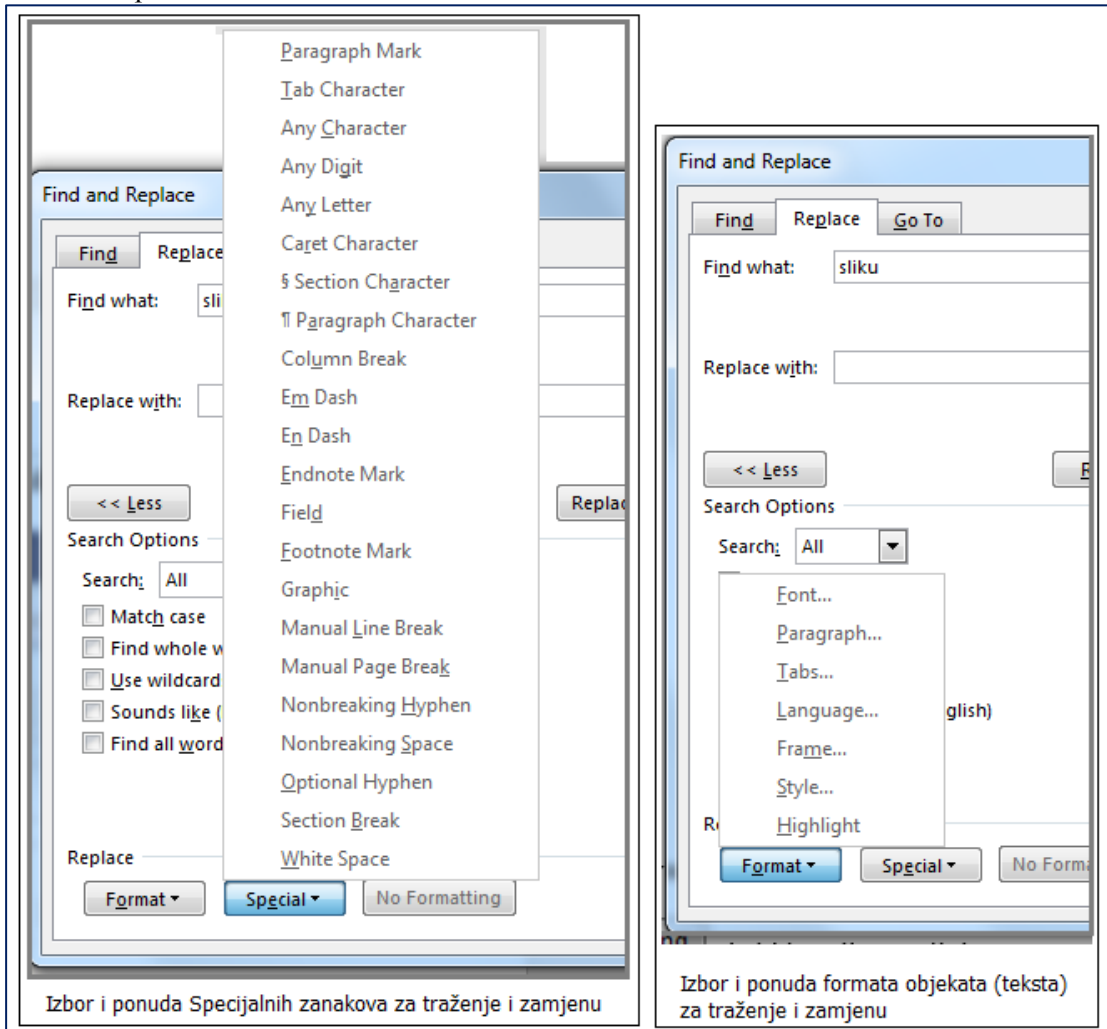 Paragraph Mark
Tab Character
Any Character
Any Digit
Any Letter
Caret Character
§ Section Character
¶ Paragraph Character
Column Break
Em Dash
En Dash
Endnote Mark
Field
Footnote Mark
Graphic
Manual Line Break
Manual Page Break
Nonbreaking Hyphen
Nonbreaking Space
Optional Hyphen
Section Break
White Space
Find and Replace
Find Replace
Find what: sli
Replace with:
<< Less Replac
Search Options
Search: All
Match case
Find whole w
Use wildcard
Sounds like (
Find all word
Replace
Format Special No Formatting
Izbor i ponuda Specijalnih zanakova za traženje i zamjenu
Find and Replace
Find Replace Go To
Find what: sliku
Replace with:
<< Less R
Search Options
Search: All
Font...
Paragraph...
Tabs...
Language... glish)
Frame...
Style...
Highlight
Re
Format Special No Forma
Izbor i ponuda formata objekata (teksta)
za traženje i zamjenu